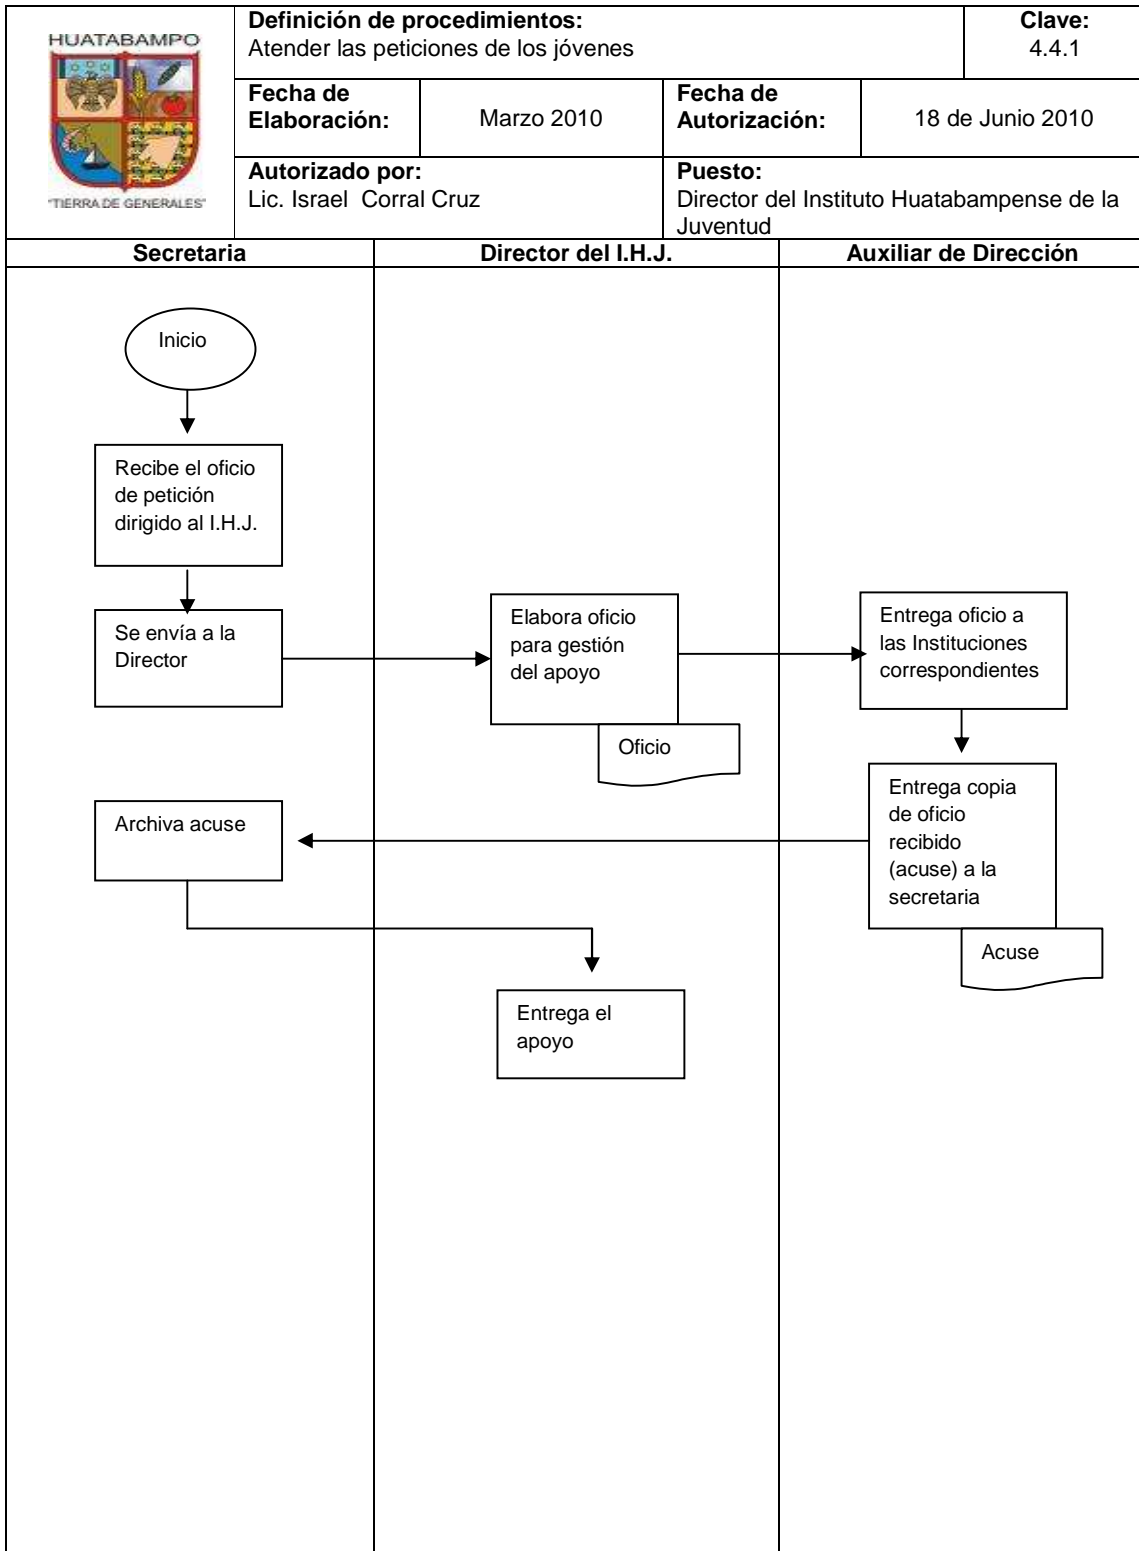 HUATABAMPO
"TIERRA DE GENERALES"
Definición de procedimientos:
Atender las peticiones de los jóvenes
Clave:
4.4.1
Fecha de
Elaboración:
Marzo 2010
Fecha de
Autorización:
18 de Junio 2010
Autorizado por:
Lic. Israel Corral Cruz
Puesto:
Director del Instituto Huatabampense de la
Juventud
Secretaria
Director del I.H.J.
Auxiliar de Dirección
Inicio
Recibe el oficio
de petición
dirigido al I.H.J.
Se envía a la
Director
Elabora oficio
para gestión
del apoyo
Oficio
Entrega oficio a
las Instituciones
correspondientes
Entrega copia
de oficio
recibido
(acuse) a la
secretaria
Acuse
Archiva acuse
Entrega el
apoyo